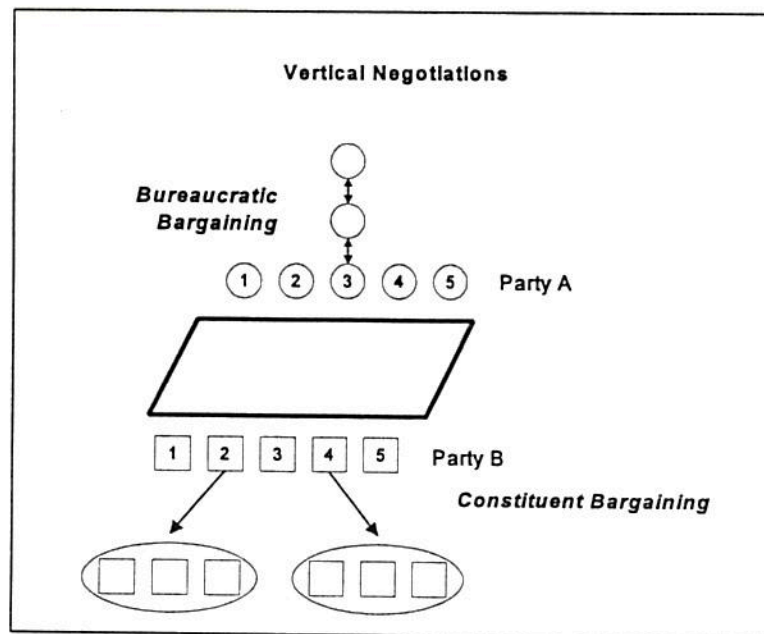 Vertical Negotiations
Bureaucratic
Bargaining
1 2 3 4 5 Party A
1 2 3 4 5 Party B
Constituent Bargaining